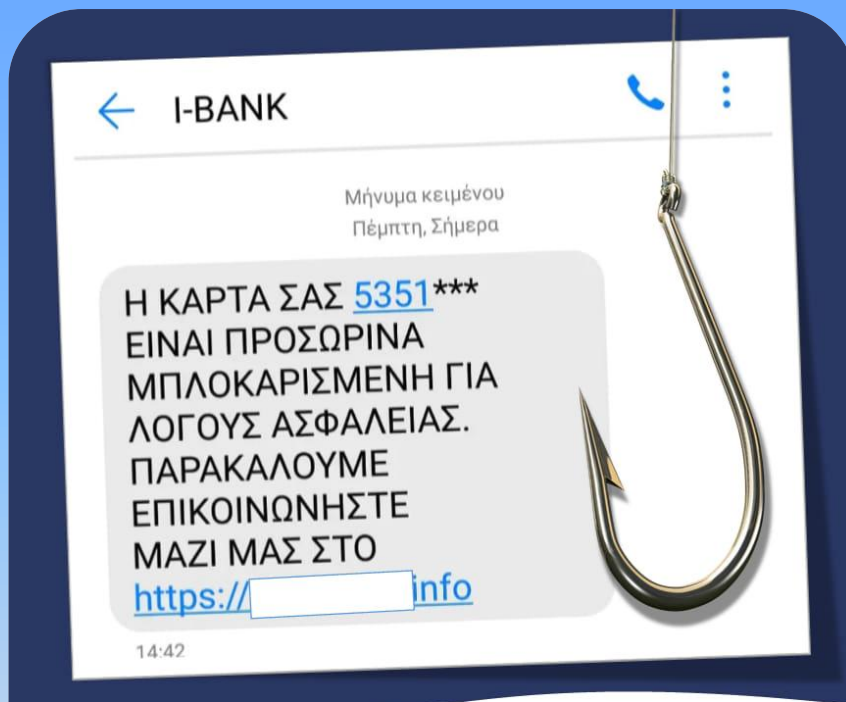 I-BANK
Μήνυμα κειμένου
Πέμπτη, Σήμερα
Η ΚΑΡΤΑ ΣΑΣ 5351***
ΕΙΝΑΙ ΠΡΟΣΩΡΙΝΑ
ΜΠΛΟΚΑΡΙΣΜΕΝΗ ΓΙΑ
ΛΟΓΟΥΣ ΑΣΦΑΛΕΙΑΣ.
ΠΑΡΑΚΑΛΟΥΜΕ
ΕΠΙΚΟΙΝΩΝΗΣΤΕ
ΜΑΖΙ ΜΑΣ ΣΤΟ
https:// info
14:42